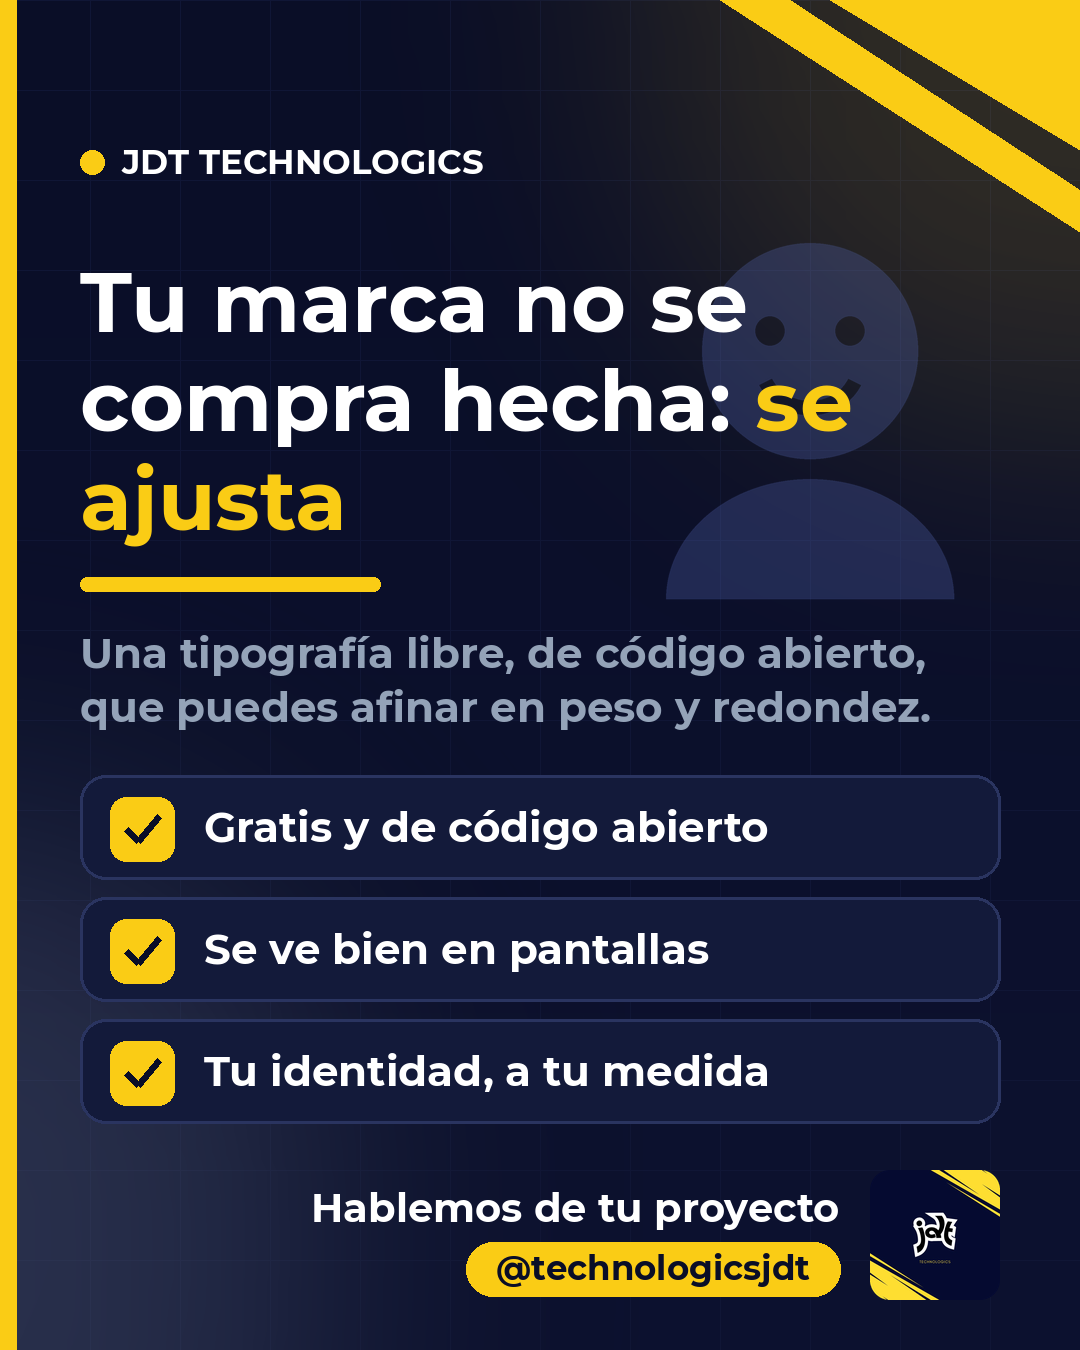 JDT TECHNOLOGICS
Tu marca no se
compra hecha: se
ajusta
Una tipografía libre, de código abierto,
que puedes afinar en peso y redondez.
Gratis y de código abierto
Se ve bien en pantallas
Tu identidad, a tu medida
Hablemos de tu proyecto
@technologicsjdt
jdt
TECHNOLOGICS